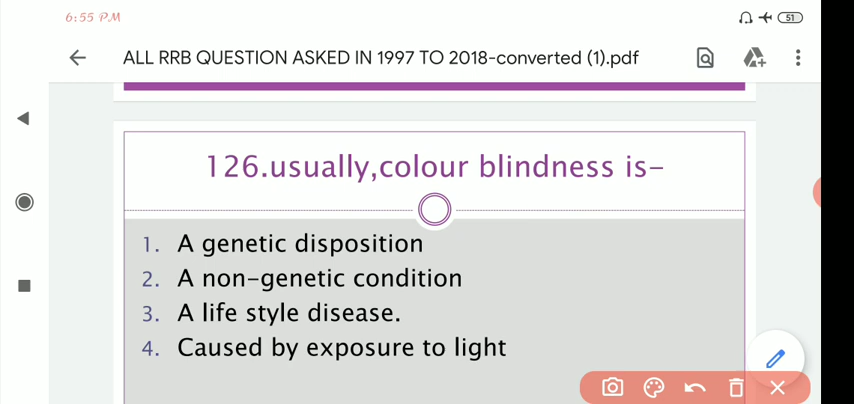 6:55 PM
51
ALL RRB QUESTION ASKED IN 1997 TO 2018-converted (1).pdf
126.usually,colour blindness is-
1. A genetic disposition
2. A non-genetic condition
3. A life style disease.
4. Caused by exposure to light